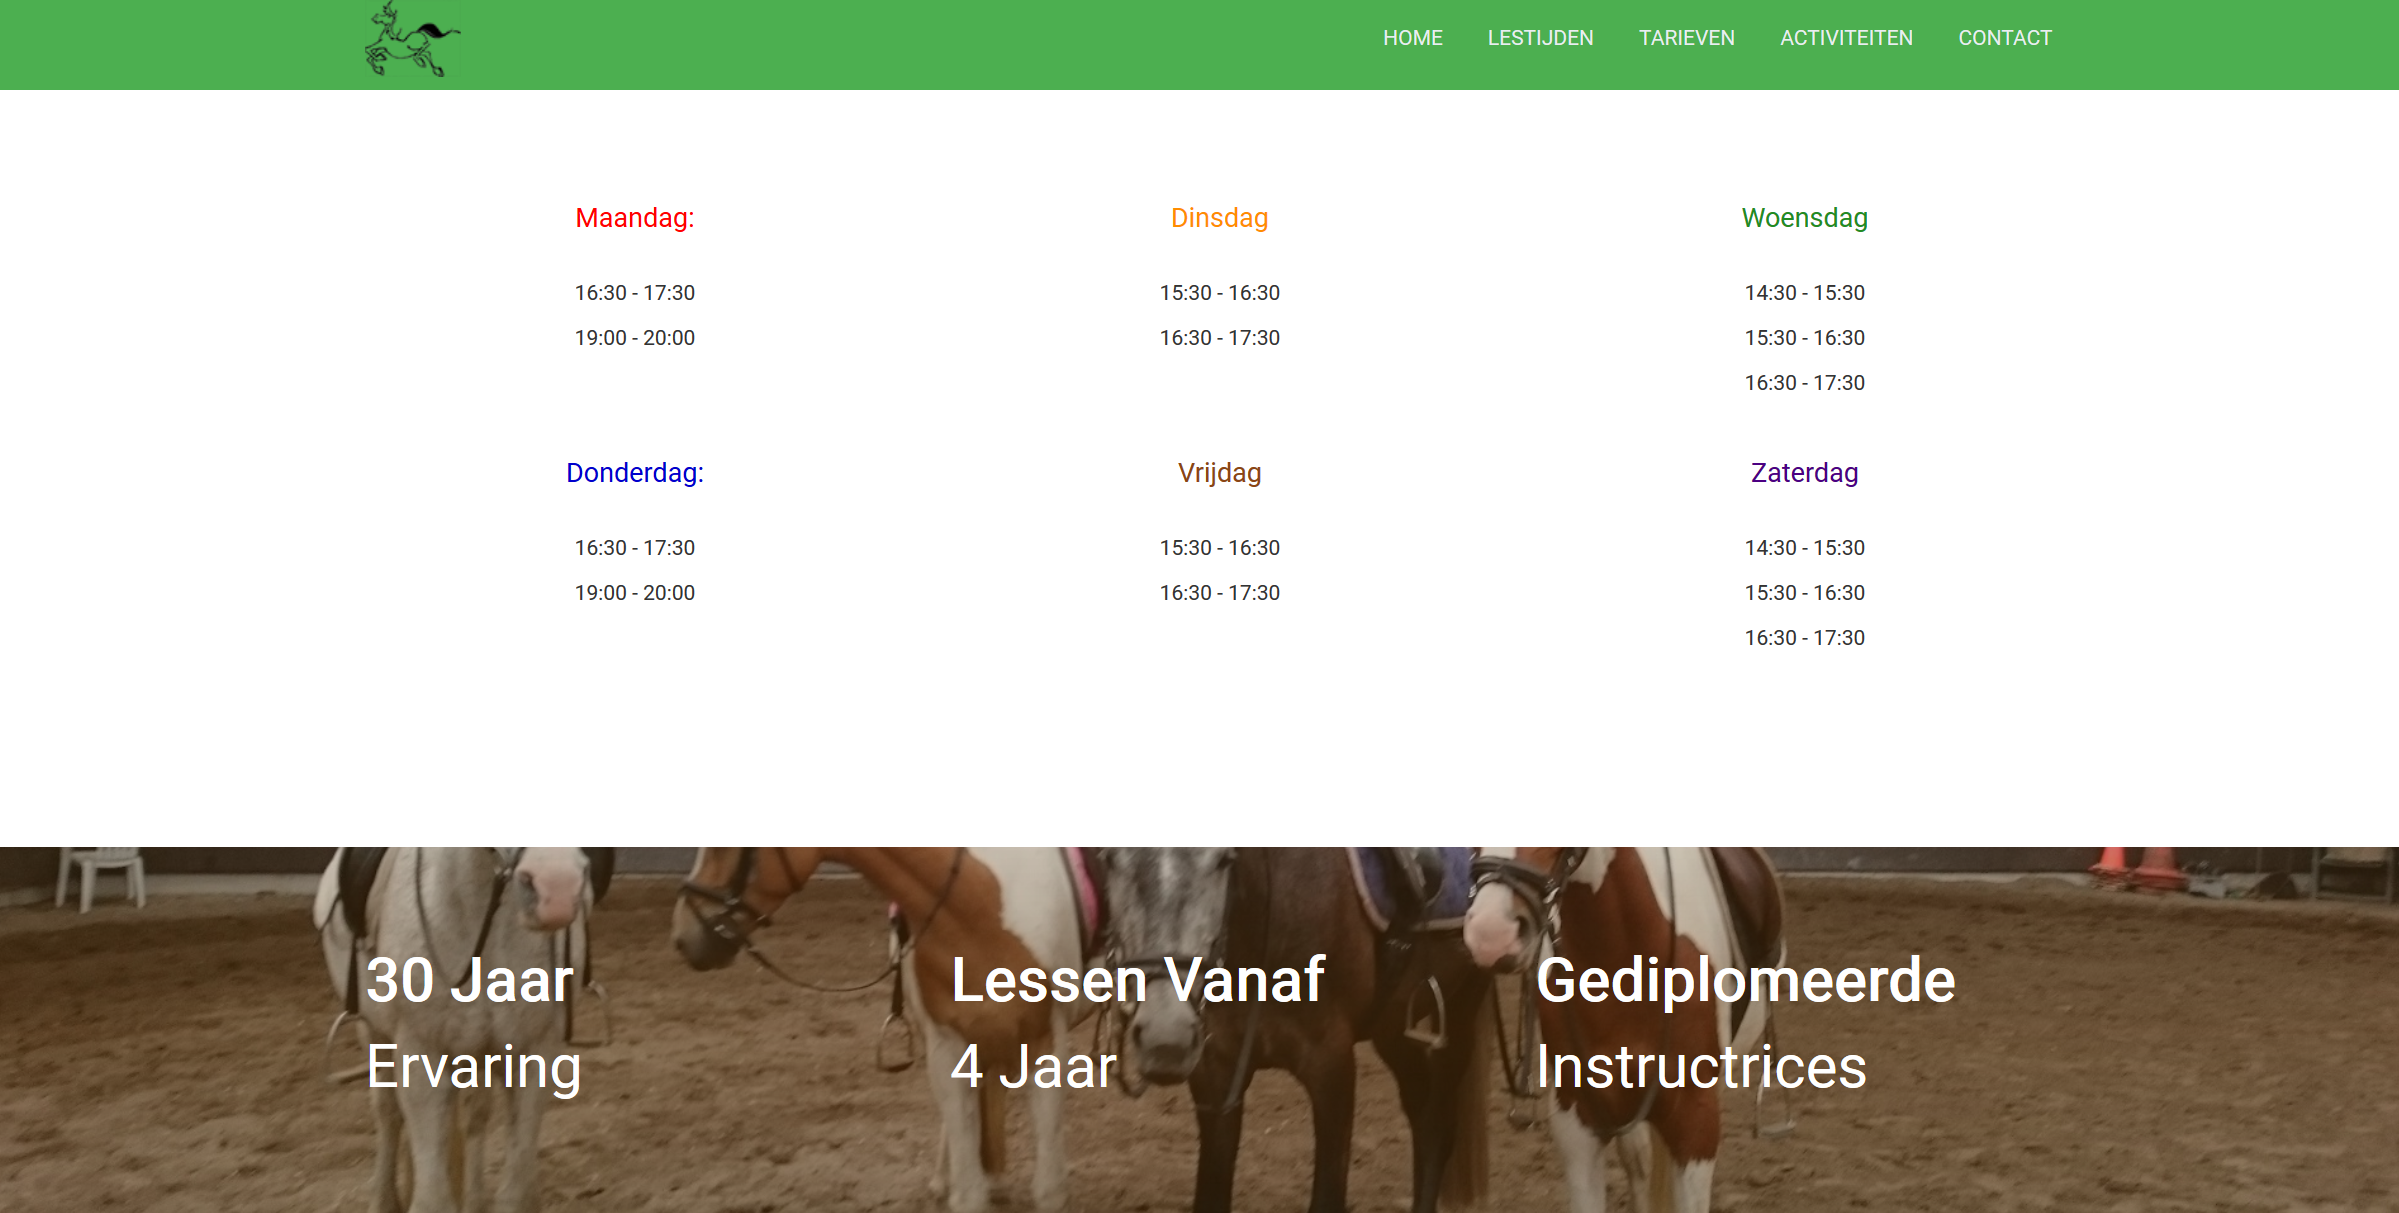 HOME LESTIJDEN TARIEVEN ACTIVITEITEN CONTACT
Maandag:
16:30 - 17:30
19:00 - 20:00
Dinsdag
15:30 - 16:30
16:30 - 17:30
Woensdag
14:30 - 15:30
15:30 - 16:30
16:30 - 17:30
Donderdag:
16:30 - 17:30
19:00 - 20:00
Vrijdag
15:30 - 16:30
16:30 - 17:30
Zaterdag
14:30 - 15:30
15:30 - 16:30
16:30 - 17:30
30 Jaar
Ervaring
Lessen Vanaf
4 Jaar
Gediplomeerde
Instructrices